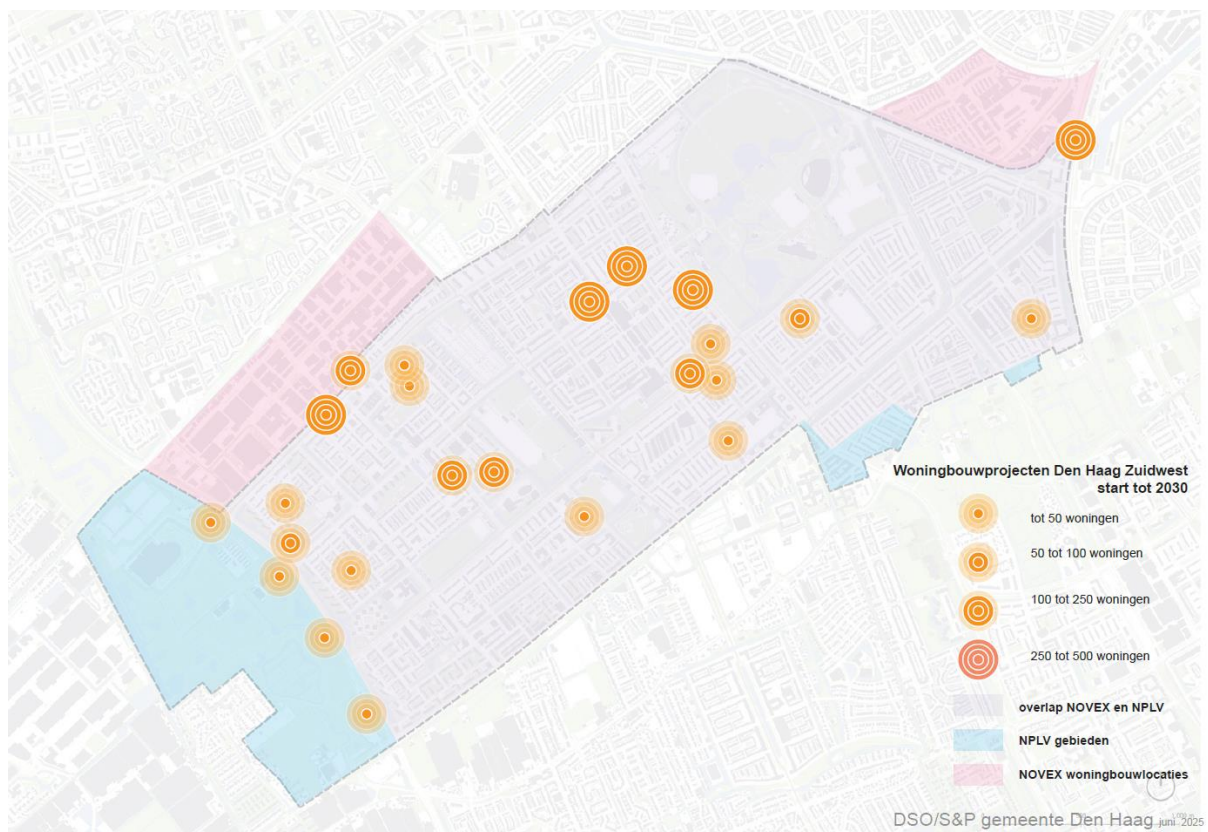 Woningbouwprojecten Den Haag Zuidwest
start tot 2030
tot 50 woningen
50 tot 100 woningen
100 tot 250 woningen
250 tot 500 woningen
overlap NOVEX en NPLV
NPLV gebieden
NOVEX woningbouwlocaties
DSO/S&P gemeente Den Haag juni 2025